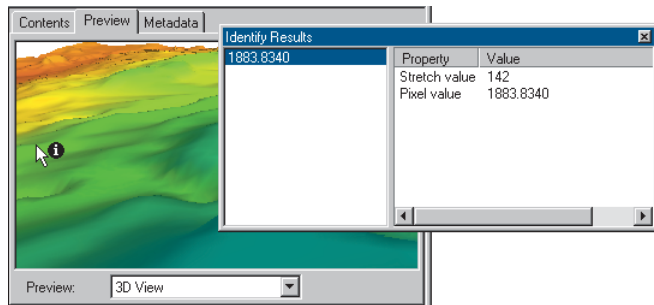 Contents Preview Metadata
Identify Results
1883.8340
Property Value
Stretch value 142
Pixel value 1883.8340
Preview: 3D View